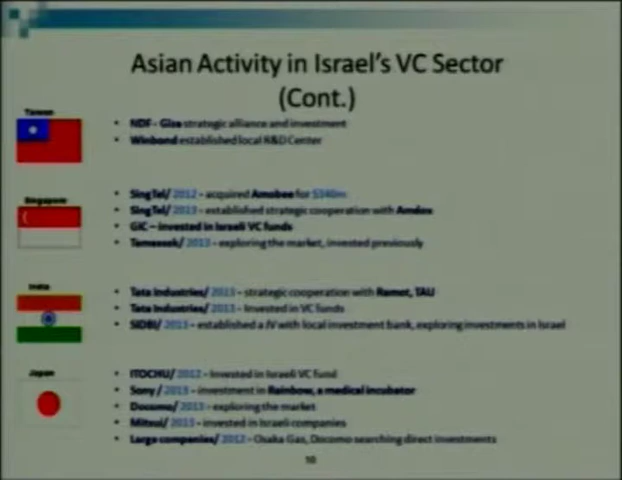 Asian Activity in Israel's VC Sector
(Cont.)
Taiwan
• NDF - Giza strategic alliance and investment
• Winbond established local R&D Center
Singapore
• SingTel/ 2012 – acquired Amobee for $340m
• SingTel/ 2013 – established strategic cooperation with Amdox
• GIC – invested in Israeli VC funds
• Temassek/ 2013 – exploring the market, invested previously
India
• Tata Industries/ 2013 - strategic cooperation with Ramot, TAU
• Tata Industries/ 2013 - Invested in VC funds
• SIDBI/ 2013 – established a JV with local investment bank, exploring investments in Israel
Japan
• ITOCHU/ 2012 - Invested in Israeli VC fund
• Sony / 2013 – investment in Rainbow, a medical incubator
• Docomo/ 2013 - exploring the market
• Mitsui/ 2013 – invested in Israeli companies
• Large companies/ 2012 - Osaka Gas, Docomo searching direct investments
10